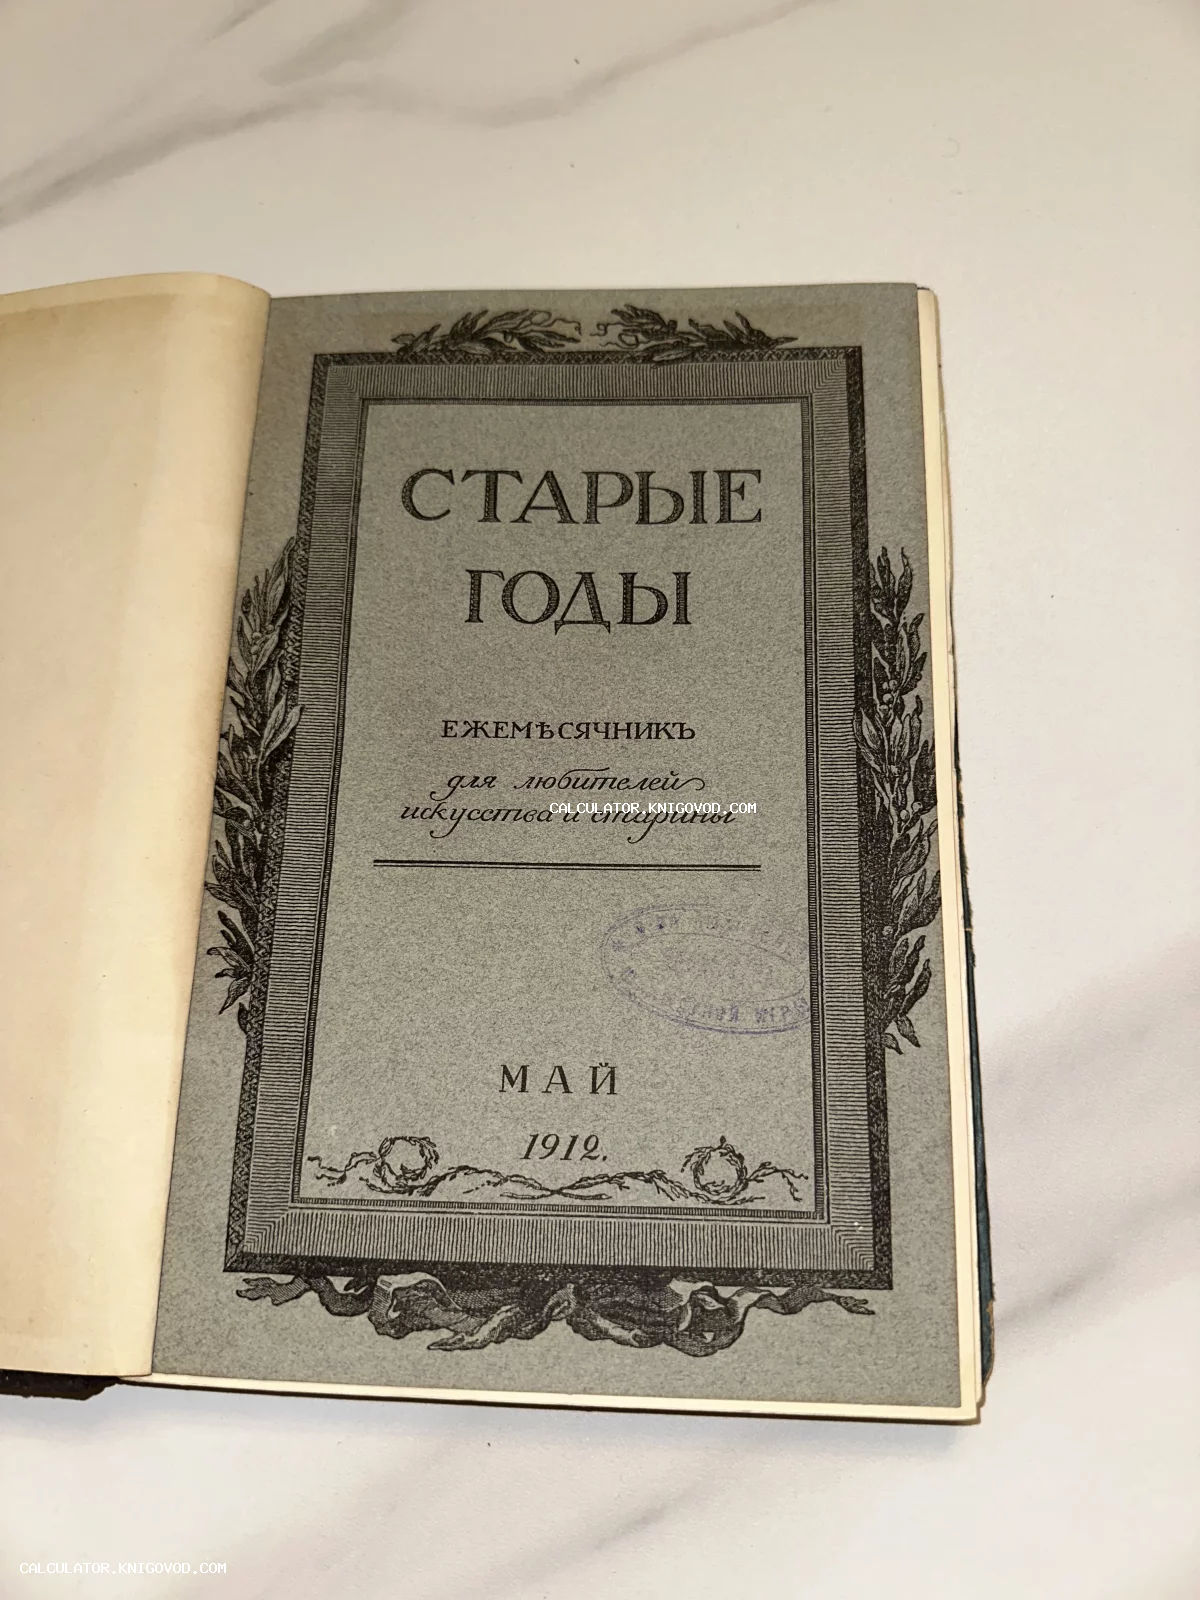 СТАРЫЕ
ГОДЫ
ЕЖЕМѢСЯЧНИКЪ
для любителей
искусства и старины
CALCULATOR.KNIGOVOD.COM
МАЙ
1912.
CALCULATOR.KNIGOVOD.COM